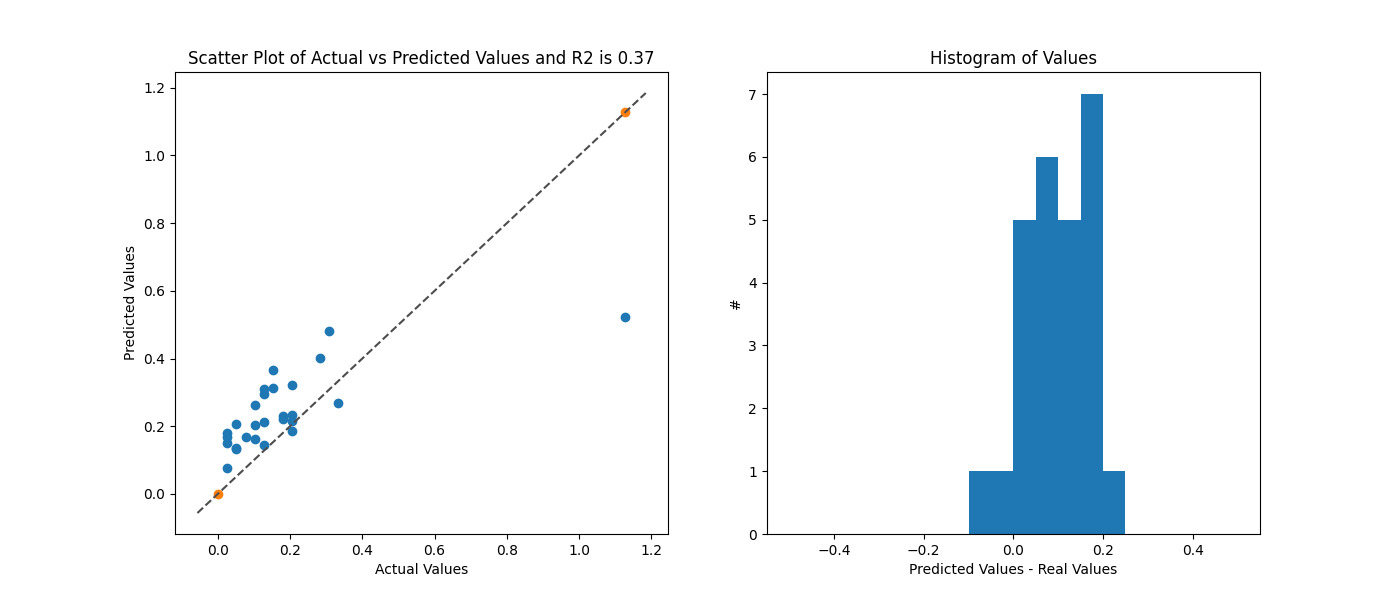 Scatter Plot of Actual vs Predicted Values and R2 is 0.37
1.2
1.0
0.8
0.6
0.4
0.2
0.0
Predicted Values
0.0 0.2 0.4 0.6 0.8 1.0 1.2
Actual Values
Histogram of Values
7
6
5
4
3
2
1
0
#
−0.4 −0.2 0.0 0.2 0.4
Predicted Values - Real Values